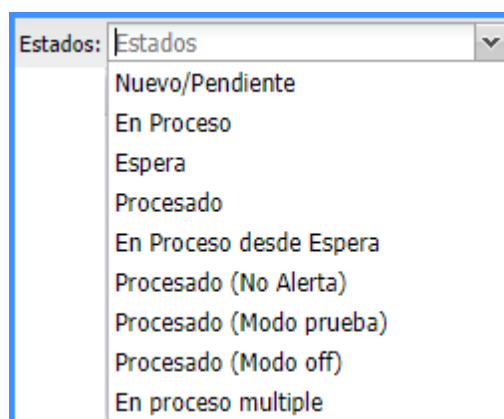 Estados: Estados
Nuevo/Pendiente
En Proceso
Espera
Procesado
En Proceso desde Espera
Procesado (No Alerta)
Procesado (Modo prueba)
Procesado (Modo off)
En proceso multiple